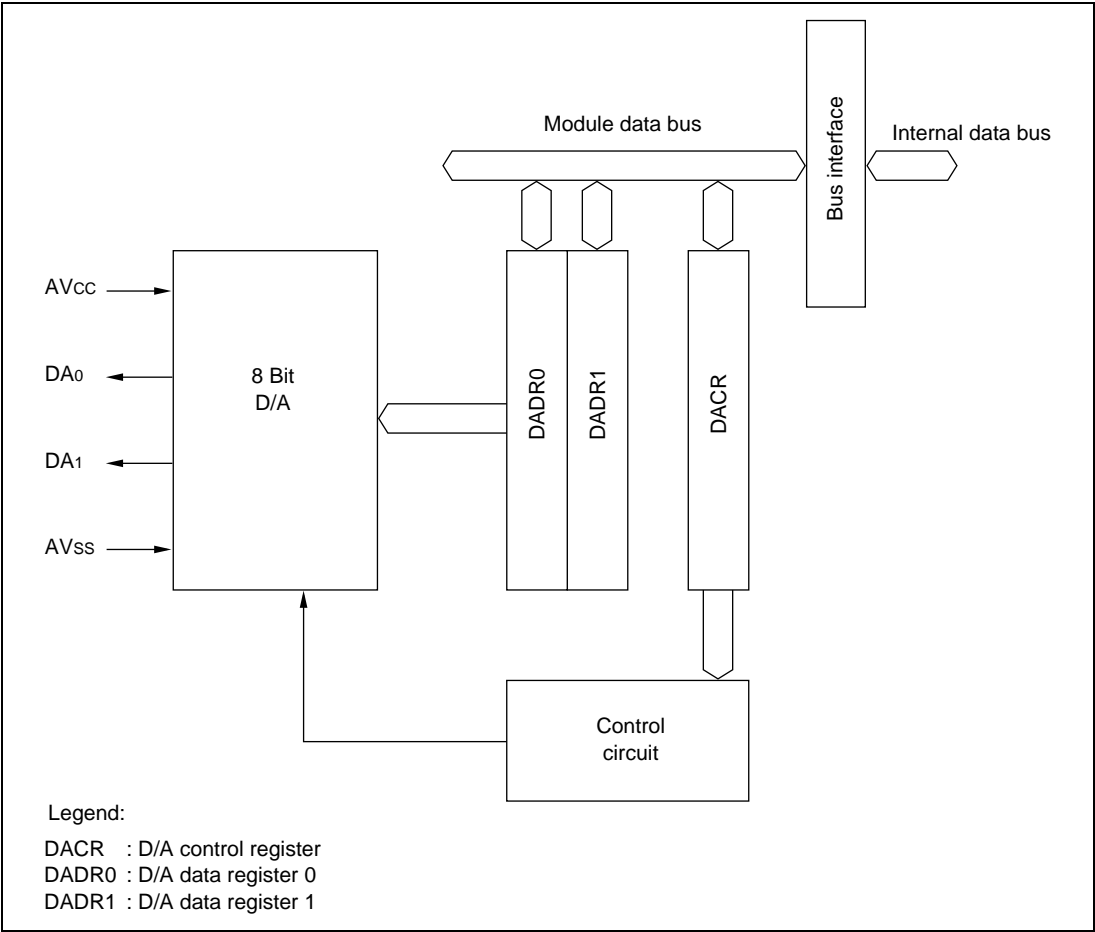 Module data bus
Internal data bus
Bus interface
AVCC
DA0
DA1
AVSS
8 Bit
D/A
DADR0
DADR1
DACR
Control
circuit
Legend:
DACR : D/A control register
DADR0 : D/A data register 0
DADR1 : D/A data register 1